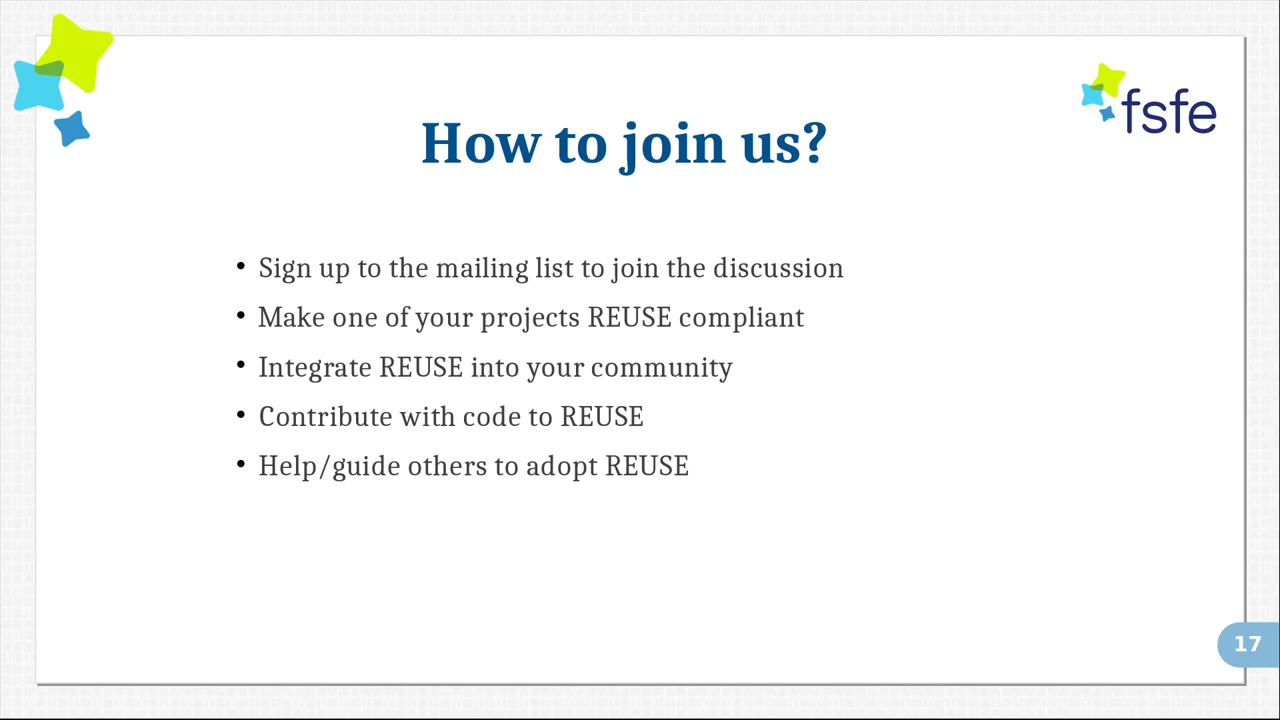 fsfe
How to join us?
• Sign up to the mailing list to join the discussion
• Make one of your projects REUSE compliant
• Integrate REUSE into your community
• Contribute with code to REUSE
• Help/guide others to adopt REUSE
17